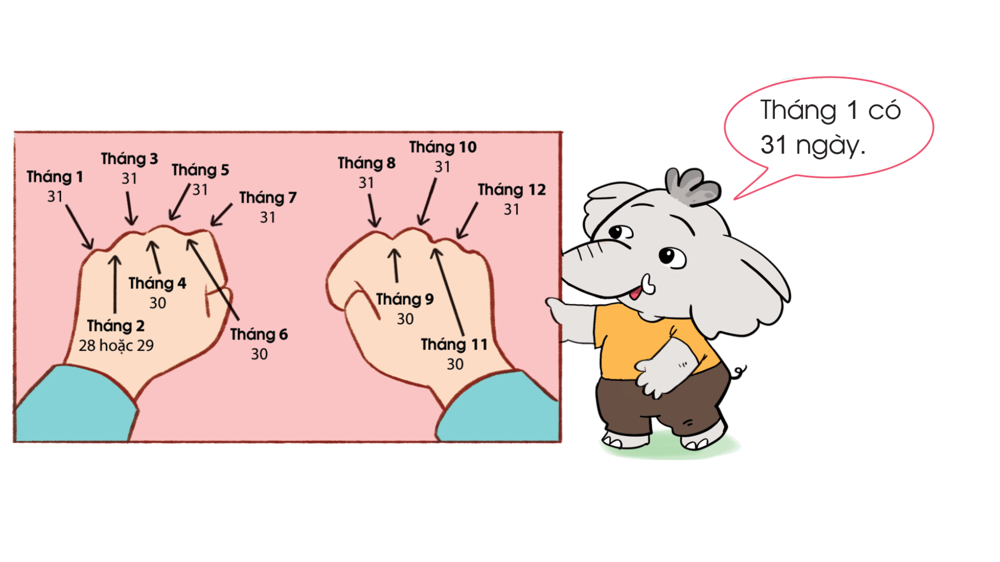 Tháng 1
31
Tháng 3
31
Tháng 5
31
Tháng 7
31
Tháng 2
28 hoặc 29
Tháng 4
30
Tháng 6
30
Tháng 8
31
Tháng 10
31
Tháng 12
31
Tháng 9
30
Tháng 11
30
Tháng 1 có
31 ngày.